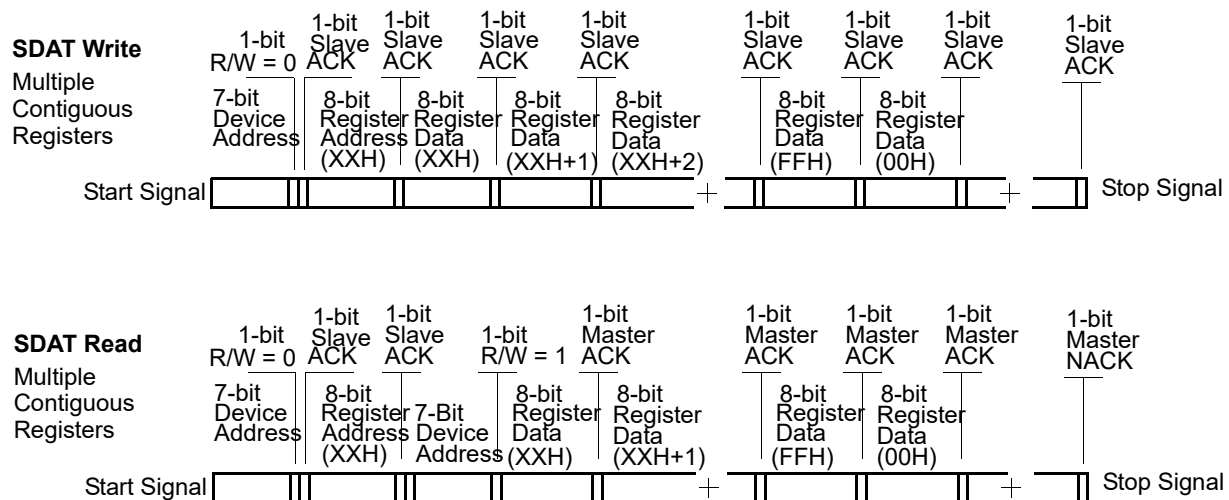 SDAT Write
Multiple
Contiguous
Registers
1-bit
R/W = 0
1-bit
Slave
ACK
1-bit
Slave
ACK
1-bit
Slave
ACK
1-bit
Slave
ACK
1-bit
Slave
ACK
1-bit
Slave
ACK
1-bit
Slave
ACK
1-bit
Slave
ACK
7-bit
Device
Address
8-bit
Register
Address
(XXH)
8-bit
Register
Data
(XXH)
8-bit
Register
Data
(XXH+1)
8-bit
Register
Data
(XXH+2)
8-bit
Register
Data
(FFH)
8-bit
Register
Data
(00H)
Start Signal
Stop Signal
SDAT Read
Multiple
Contiguous
Registers
1-bit
R/W = 0
1-bit
Slave
ACK
1-bit
Slave
ACK
1-bit
R/W = 1
1-bit
Master
ACK
1-bit
Master
ACK
1-bit
Master
ACK
1-bit
Master
ACK
1-bit
Master
NACK
7-bit
Device
Address
8-bit
Register
Address
(XXH)
7-Bit
Device
Address
8-bit
Register
Data
(XXH)
8-bit
Register
Data
(XXH+1)
8-bit
Register
Data
(FFH)
8-bit
Register
Data
(00H)
Start Signal
Stop Signal